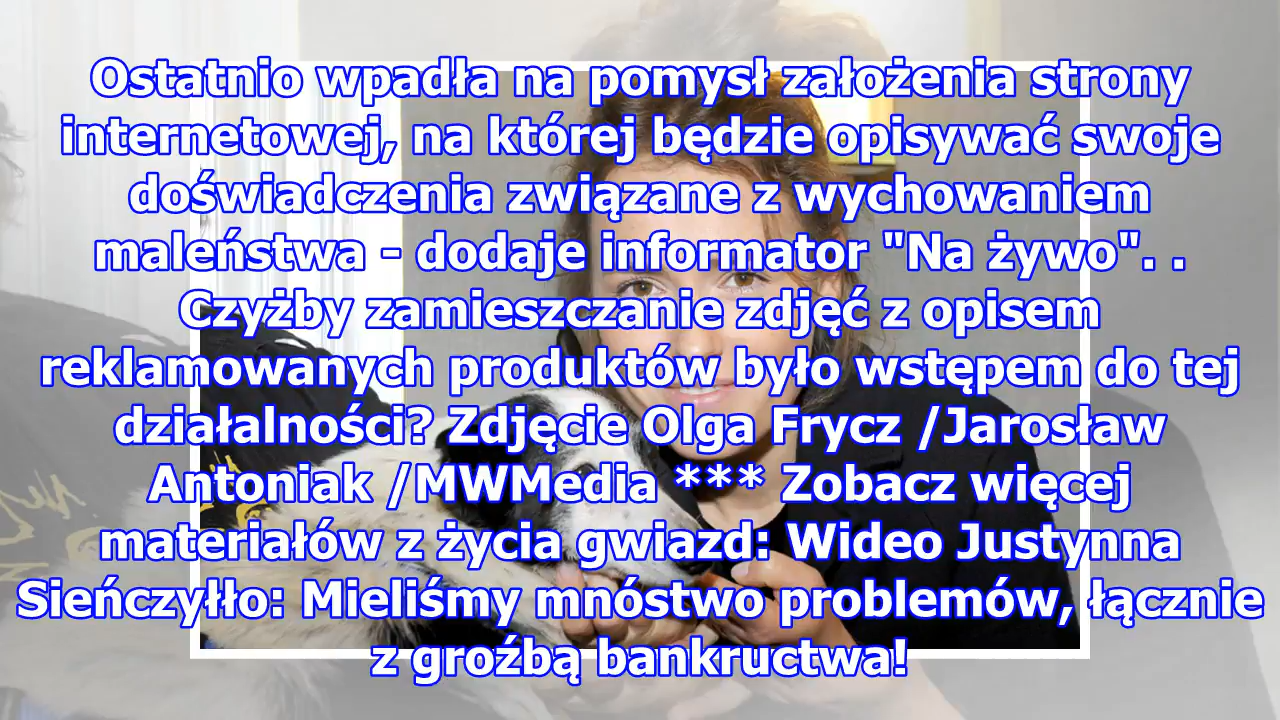 Ostatnio wpadła na pomysł założenia strony
internetowej, na której będzie opisywać swoje
doświadczenia związane z wychowaniem
maleństwa - dodaje informator "Na żywo". .
Czyżby zamieszczanie zdjęć z opisem
reklamowanych produktów było wstępem do tej
działalności? Zdjęcie Olga Frycz /Jarosław
Antoniak /MWMedia *** Zobacz więcej
materiałów z życia gwiazd: Wideo Justynna
Sieńczyłło: Mieliśmy mnóstwo problemów, łącznie
z groźbą bankructwa!